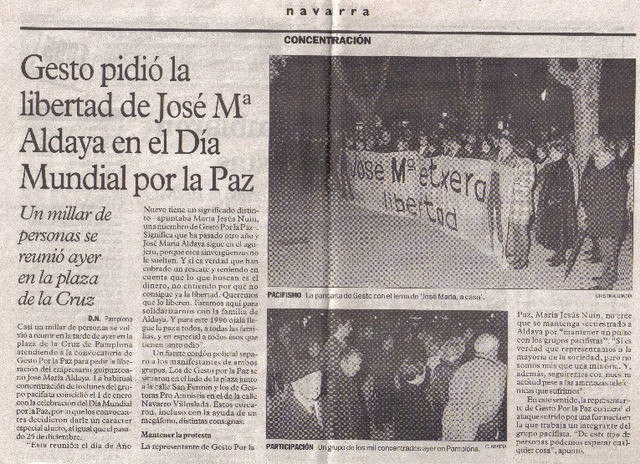 navarra
CONCENTRACIÓN
Gesto pidió la
libertad de José Mª
Aldaya en el Día
Mundial por la Paz
Un millar de
personas se
reunió ayer
en la plaza
de la Cruz
D.N. Pamplona
Casi un millar de personas se vol-
vió a reunir en la tarde de ayer en la
plaza de la Cruz de Pamplona
atendiendo a la convocatoria de
Gesto por la Paz para pedir la libe-
ración del empresario guipuzcoa-
no José María Aldaya. La habitual
concentración de los lunes del gru-
po pacifista coincidió el 1 de enero
con la celebración del Día Mundial
por la Paz, por lo que los convocan-
tes decidieron darle un carácter
especial al acto, al igual que el pasa-
do 25 de diciembre.
"Esta reunión el día de Año
Nuevo tiene un significado distin-
to -apuntaba María Jesús Nuin,
una miembro de Gesto Por la Paz-.
Significa que ha pasado otro año y
José María Aldaya sigue en el agu-
jero, porque esos sinvergüenzas no
le sueltan. Y si es verdad que han
cobrado un rescate y teniendo en
cuenta que lo que buscan es el
dinero, no entiendo por qué no
consigue ya la libertad. Queremos
que lo liberen. Estamos aquí para
solidarizarnos con la familia de
Aldaya. Y para este 1996 ojalá lle-
gue la paz a todos, a todas las fami-
lias, y en especial a todos esos que
tienen tanto odio".
Un fuerte cordón policial sepa-
ró a los manifestantes de ambos
grupos. Los de Gesto por la Paz se
situaron en el lado de la plaza junto
a la calle San Fermín y los de Ges-
toras Pro Amnistía en el de la calle
Navarro Villoslada. Estos corea-
ron, incluso con la ayuda de un
megáfono, distintas consignas.
Mantener la protesta
La representante de Gesto Por la
José Mª etxera
libertad
PACIFISMO La pancarta de Gesto con el lema de 'José María, a casa'.
PARTICIPACIÓN Un grupo de los mil concentrados ayer en Pamplona.
Paz, María Jesús Nuin, no cree
que se mantenga secuestrado a
Aldaya por "mantener un pulso
con los grupos pacifistas": "Si es
verdad que representamos a la
mayoría de la sociedad, pero no
somos más que una minoría. Y,
además, seguiremos con nuestra
actitud pese a las amenazas telefó-
nicas que sufrimos".
En este sentido, la representan-
te de Gesto Por la Paz condenó el
ataque sufrido por una furgoneta en
la que trabaja un integrante del
grupo pacifista. "De este tipo de
personas podemos esperar cual-
quier cosa", apuntó.